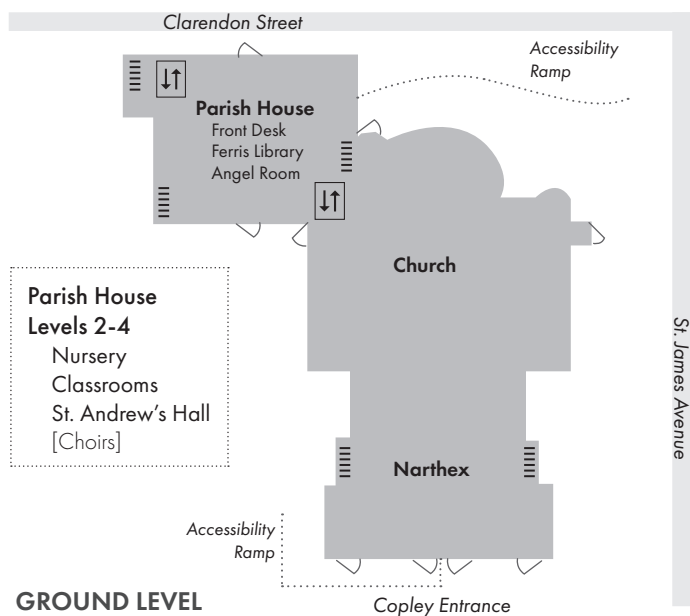 Clarendon Street
Accessibility
Ramp
Parish House
Front Desk
Ferris Library
Angel Room
Church
Parish House
Levels 2-4
Nursery
Classrooms
St. Andrew's Hall
[Choirs]
St. James Avenue
Narthex
Accessibility
Ramp
GROUND LEVEL
Copley Entrance